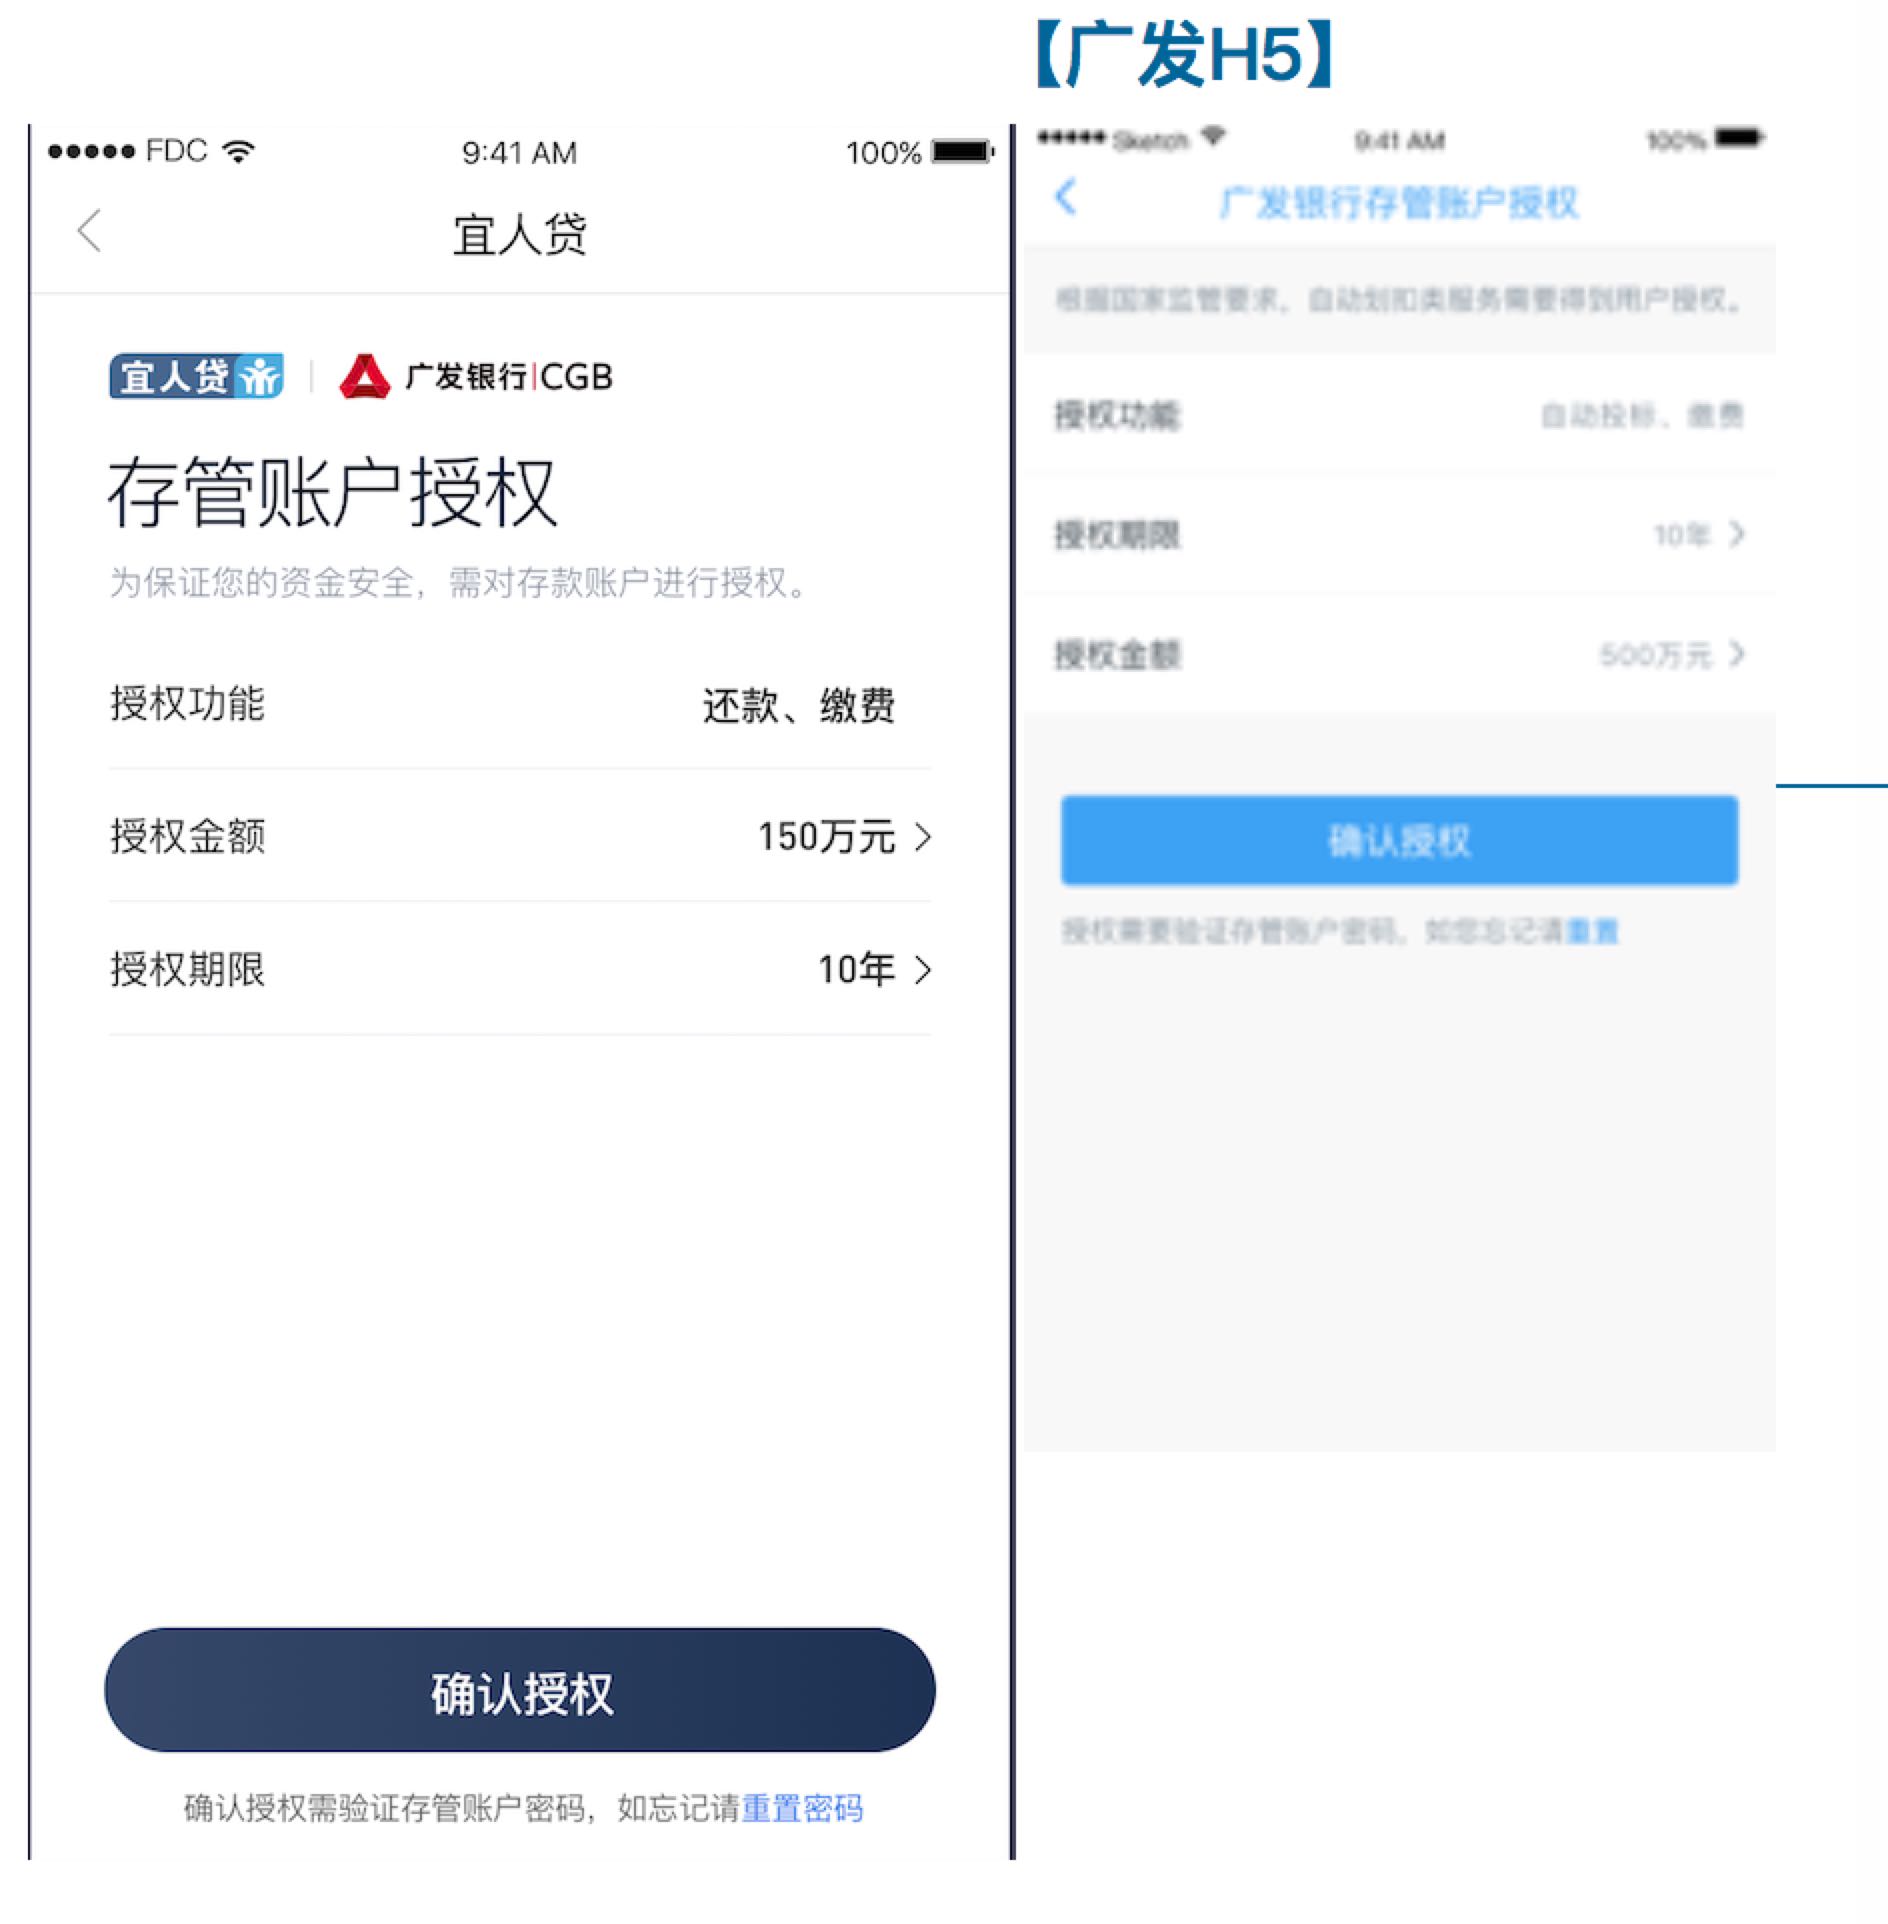 【广发H5】
FDC 9:41 AM 100%
宜人贷
宜人贷 广发银行 CGB
存管账户授权
为保证您的资金安全，需对存款账户进行授权。
授权功能 还款、缴费
授权金额 150万元
授权期限 10年
确认授权
确认授权需验证存管账户密码，如忘记请重置密码
Sketch 9:41 AM 100%
广发银行存管账户授权
根据国家监管要求，自动划扣类服务需要得到用户授权。
授权功能 自动投标、缴费
授权期限 10年
授权金额 500万元
确认授权
授权需要验证存管账户密码，如您忘记请重置